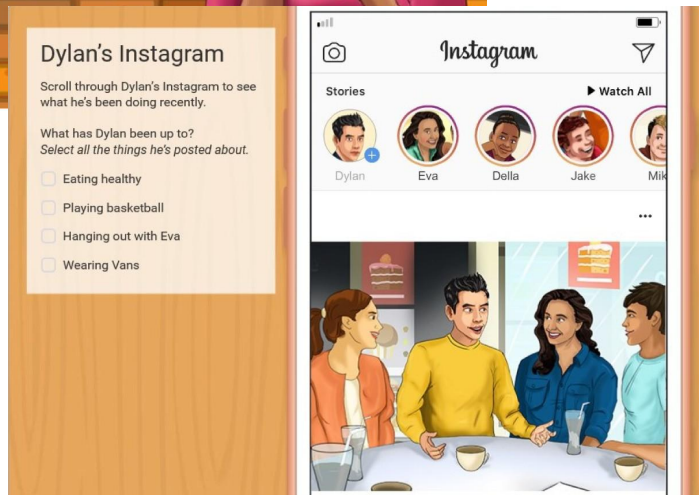 Dylan's Instagram
Scroll through Dylan's Instagram to see
what he's been doing recently.
What has Dylan been up to?
Select all the things he's posted about.
Eating healthy
Playing basketball
Hanging out with Eva
Wearing Vans
Instagram
Stories
▶ Watch All
Dylan
Eva
Della
Jake
Mik